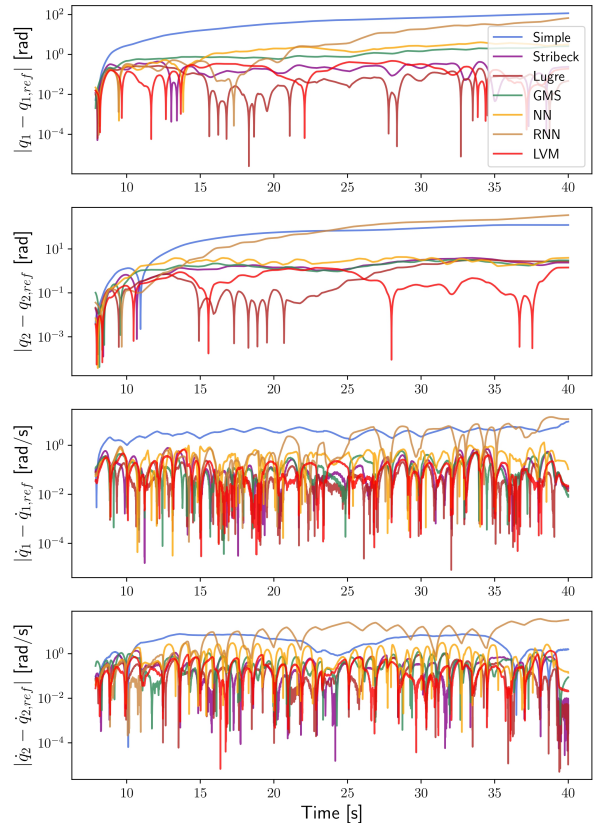 10²
10⁰
10⁻²
10⁻⁴
|q₁ − q₁,ref| [rad]
Simple
Stribeck
Lugre
GMS
NN
RNN
LVM
10 15 20 25 30 35 40
10¹
10⁻¹
10⁻³
|q₂ − q₂,ref| [rad]
10 15 20 25 30 35 40
10⁰
10⁻²
10⁻⁴
|q̇₁ − q̇₁,ref| [rad/s]
10 15 20 25 30 35 40
10⁰
10⁻²
10⁻⁴
|q̇₂ − q̇₂,ref| [rad/s]
10 15 20 25 30 35 40
Time [s]